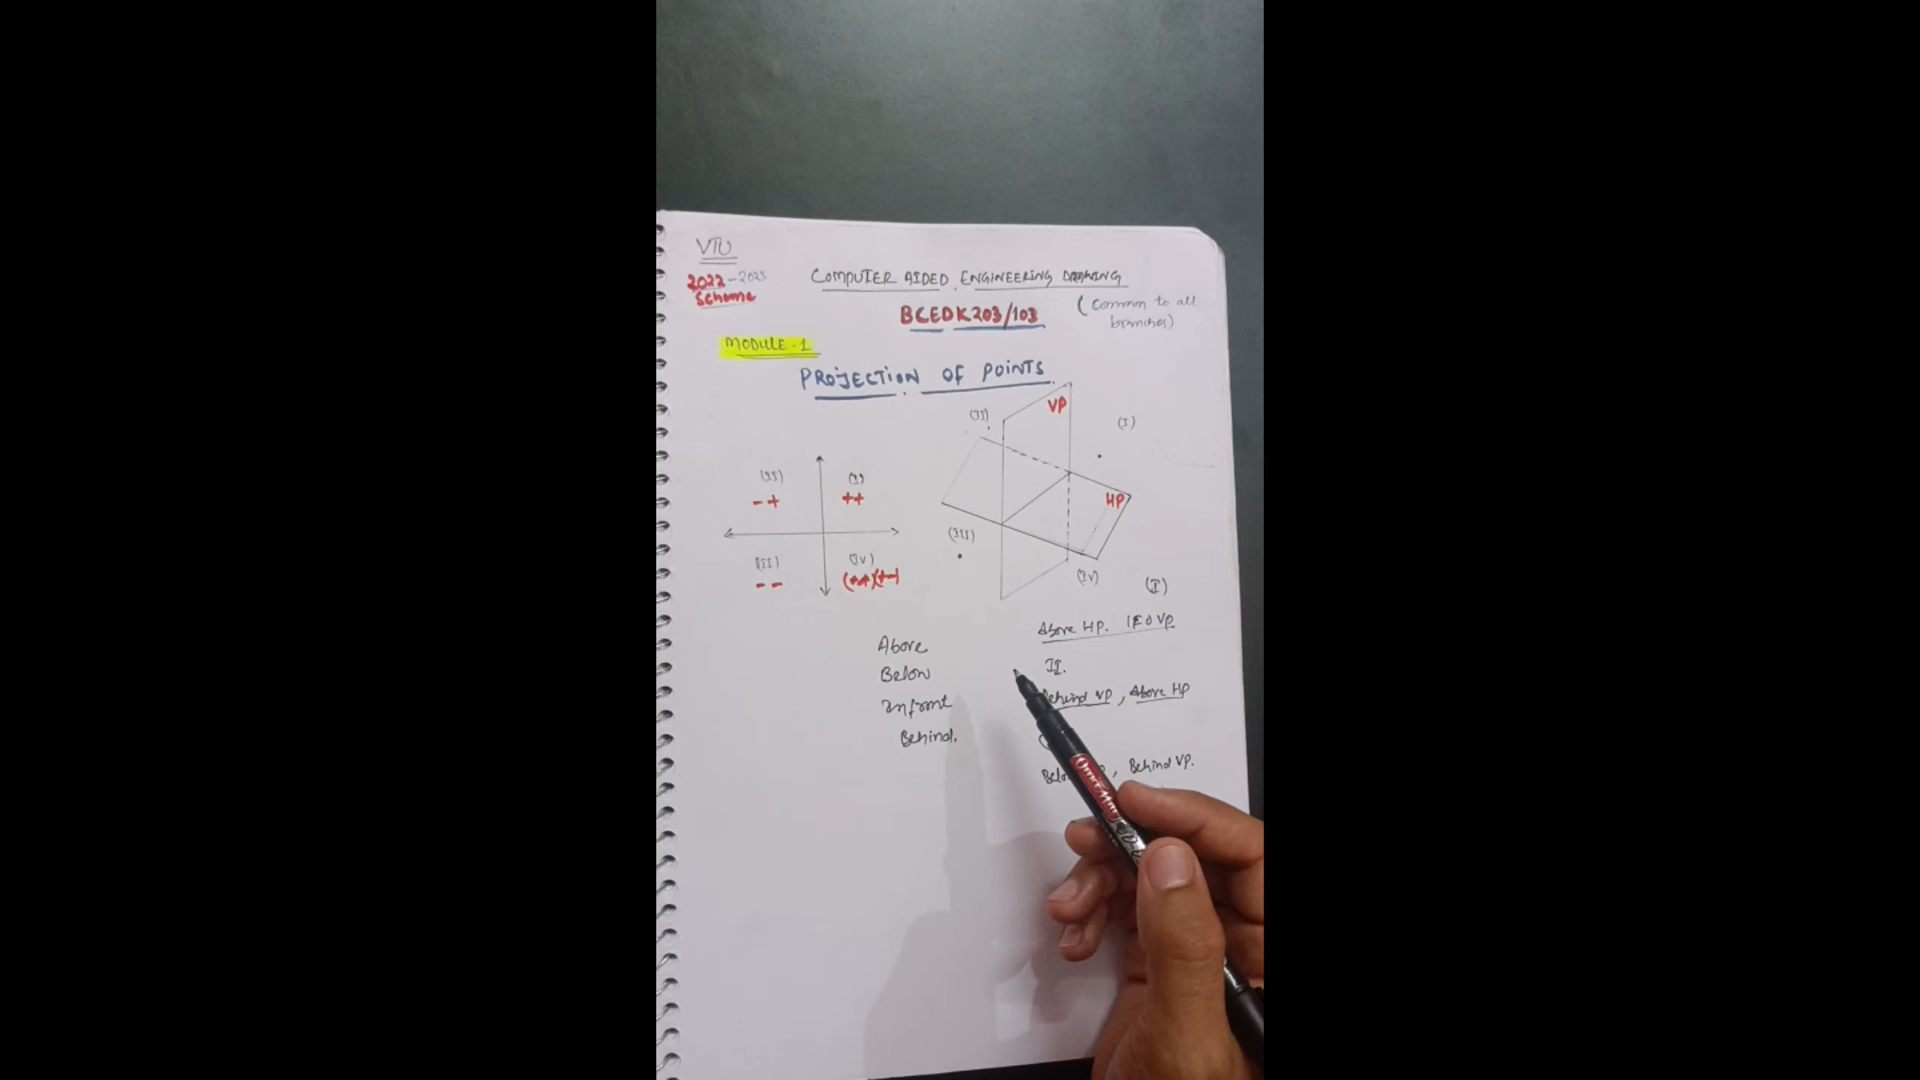 VTU
2022-2023
Scheme
COMPUTER AIDED ENGINEERING DRAWING
BCEDK203/103
(Common to all
branches)
MODULE-1
PROJECTION OF POINTS
(II)
-+
(I)
++
(III)
--
(IV)
(+-)
(II)
VP
(I)
HP
(III)
(IV)
(I)
Above HP. IFO VP
Above
Below
Infront
Behind.
II.
Behind VP, Above HP
Behind VP.